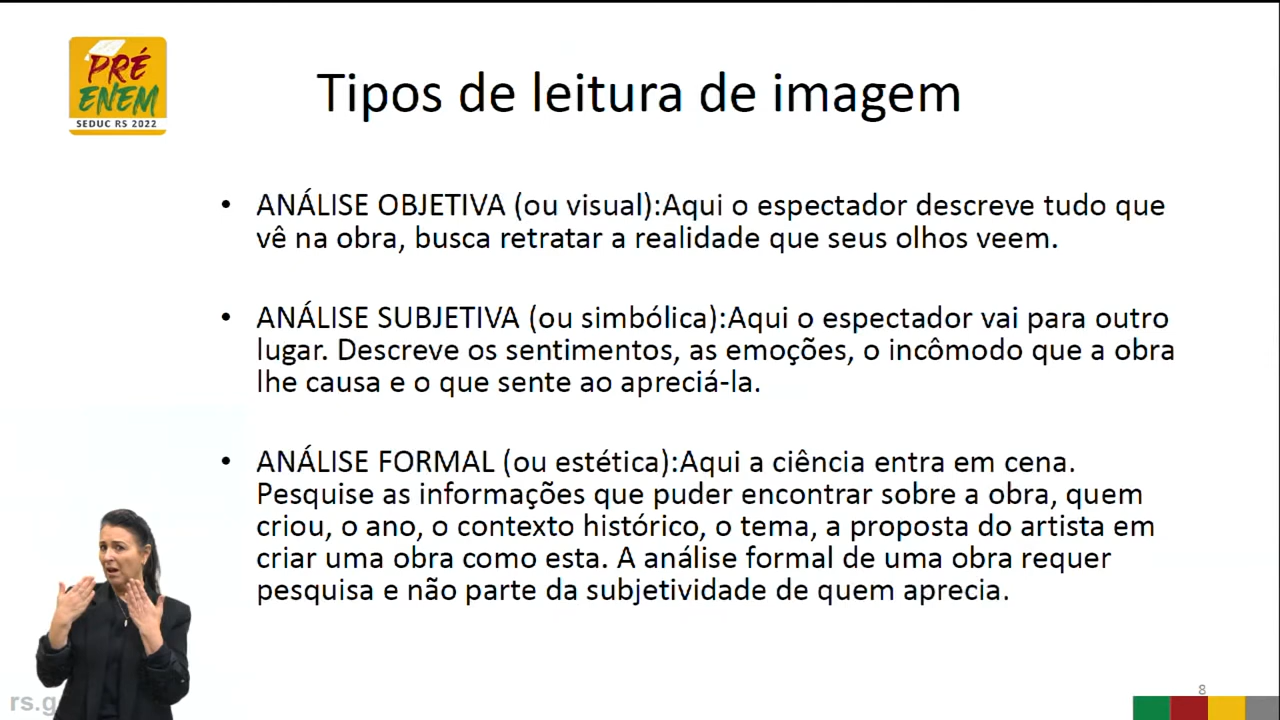 PRÉ
ENEM
SEDUC RS 2022
Tipos de leitura de imagem
• ANÁLISE OBJETIVA (ou visual):Aqui o espectador descreve tudo que
vê na obra, busca retratar a realidade que seus olhos veem.
• ANÁLISE SUBJETIVA (ou simbólica):Aqui o espectador vai para outro
lugar. Descreve os sentimentos, as emoções, o incômodo que a obra
lhe causa e o que sente ao apreciá-la.
• ANÁLISE FORMAL (ou estética):Aqui a ciência entra em cena.
Pesquise as informações que puder encontrar sobre a obra, quem
criou, o ano, o contexto histórico, o tema, a proposta do artista em
criar uma obra como esta. A análise formal de uma obra requer
pesquisa e não parte da subjetividade de quem aprecia.
rs.g
8